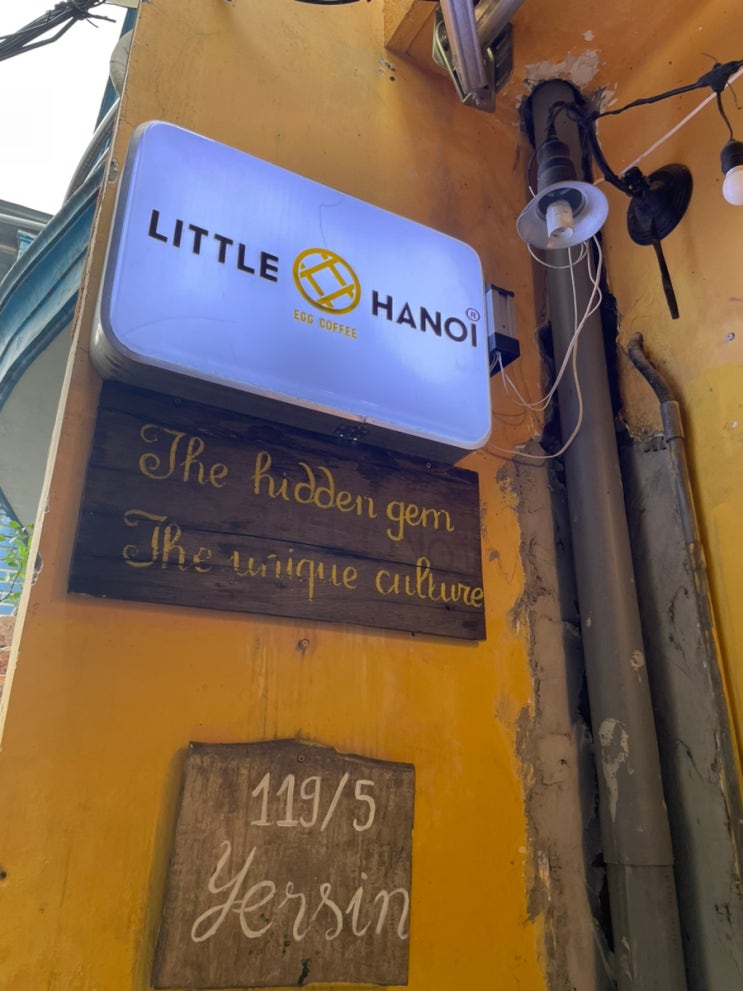 LITTLE HANOI®
EGG COFFEE
The hidden gem
The unique culture
119/5
Yersin